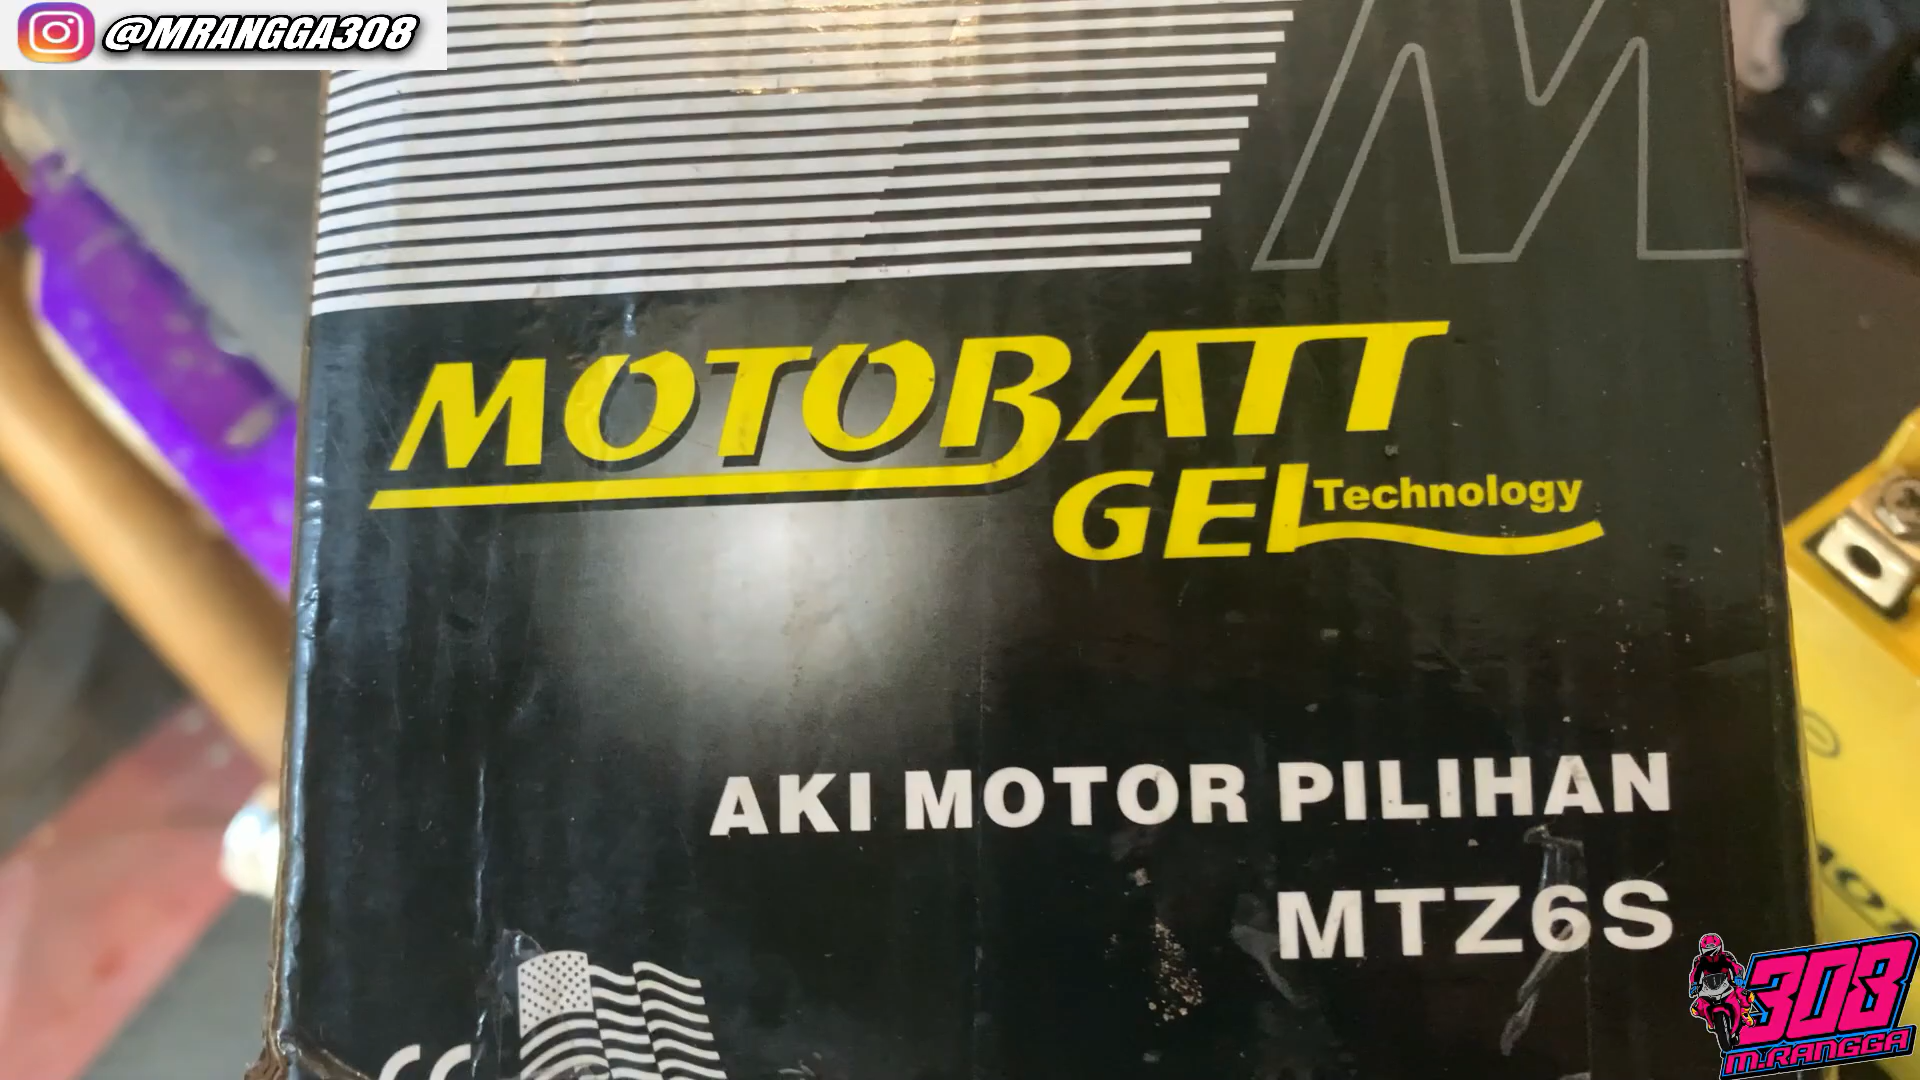 @MRANGGA308
M
MOTOBATT
GEL Technology
AKI MOTOR PILIHAN
MTZ6S
308
M.RANGGA